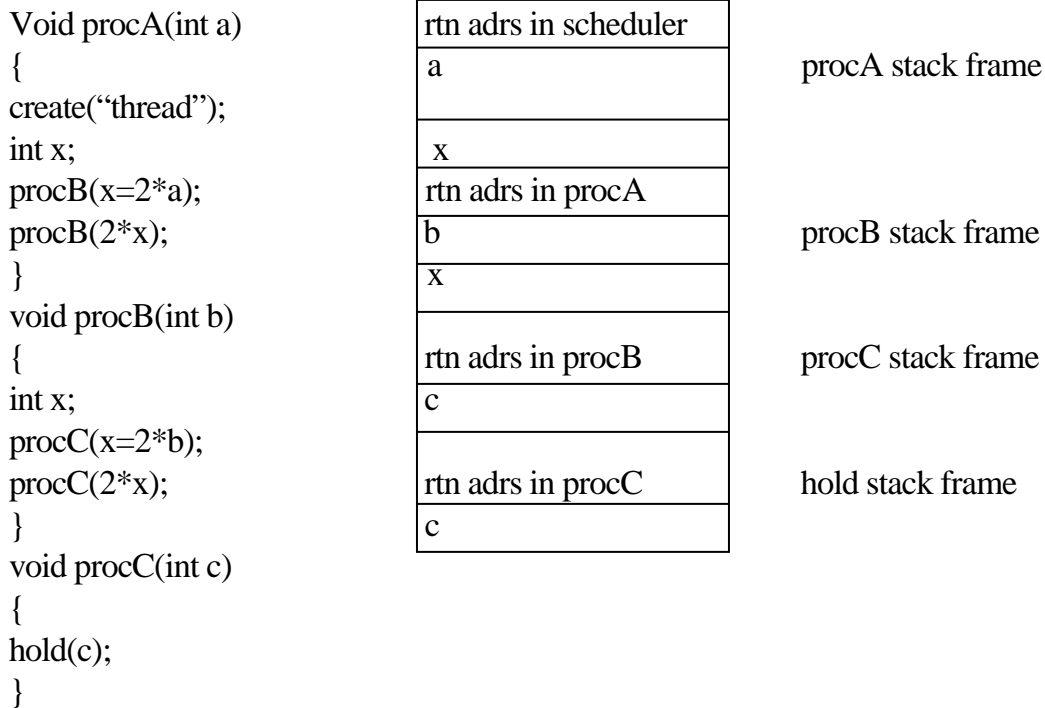 Void procA(int a)
{
create(“thread”);
int x;
procB(x=2*a);
procB(2*x);
}
void procB(int b)
{
int x;
procC(x=2*b);
procC(2*x);
}
void procC(int c)
{
hold(c);
}
rtn adrs in scheduler
a
x
rtn adrs in procA
b
x
rtn adrs in procB
c
rtn adrs in procC
c
procA stack frame
procB stack frame
procC stack frame
hold stack frame